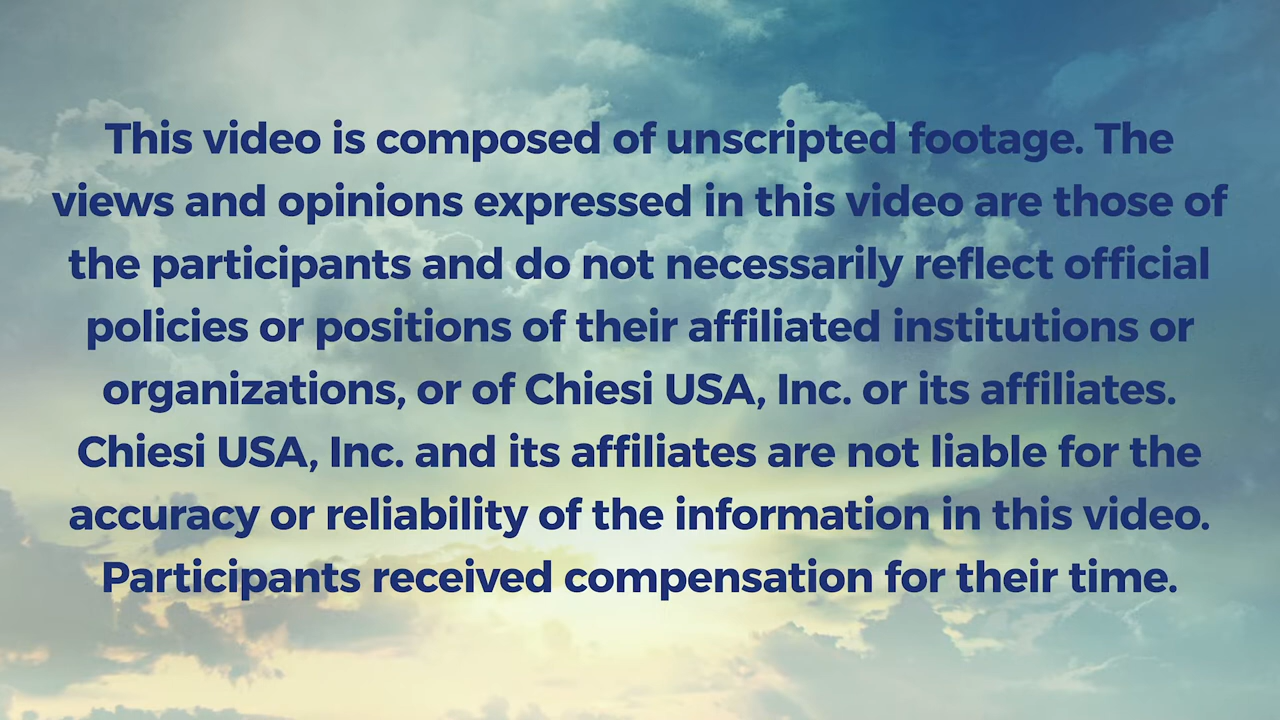 This video is composed of unscripted footage. The
views and opinions expressed in this video are those of
the participants and do not necessarily reflect official
policies or positions of their affiliated institutions or
organizations, or of Chiesi USA, Inc. or its affiliates.
Chiesi USA, Inc. and its affiliates are not liable for the
accuracy or reliability of the information in this video.
Participants received compensation for their time.